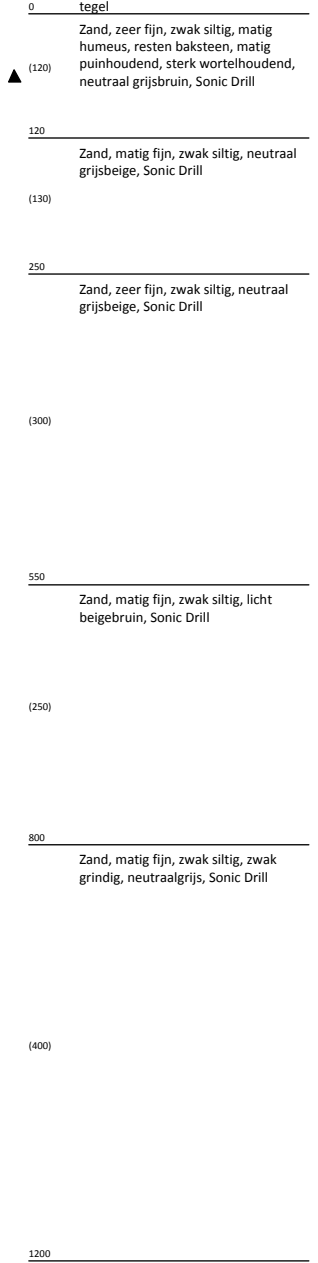 0 tegel
Zand, zeer fijn, zwak siltig, matig
humeus, resten baksteen, matig
(120)
puinhoudend, sterk wortelhoudend,
neutraal grijsbruin, Sonic Drill
120
Zand, matig fijn, zwak siltig, neutraal
grijsbeige, Sonic Drill
(130)
250
Zand, zeer fijn, zwak siltig, neutraal
grijsbeige, Sonic Drill
(300)
550
Zand, matig fijn, zwak siltig, licht
beigebruin, Sonic Drill
(250)
800
Zand, matig fijn, zwak siltig, zwak
grindig, neutraalgrijs, Sonic Drill
(400)
1200